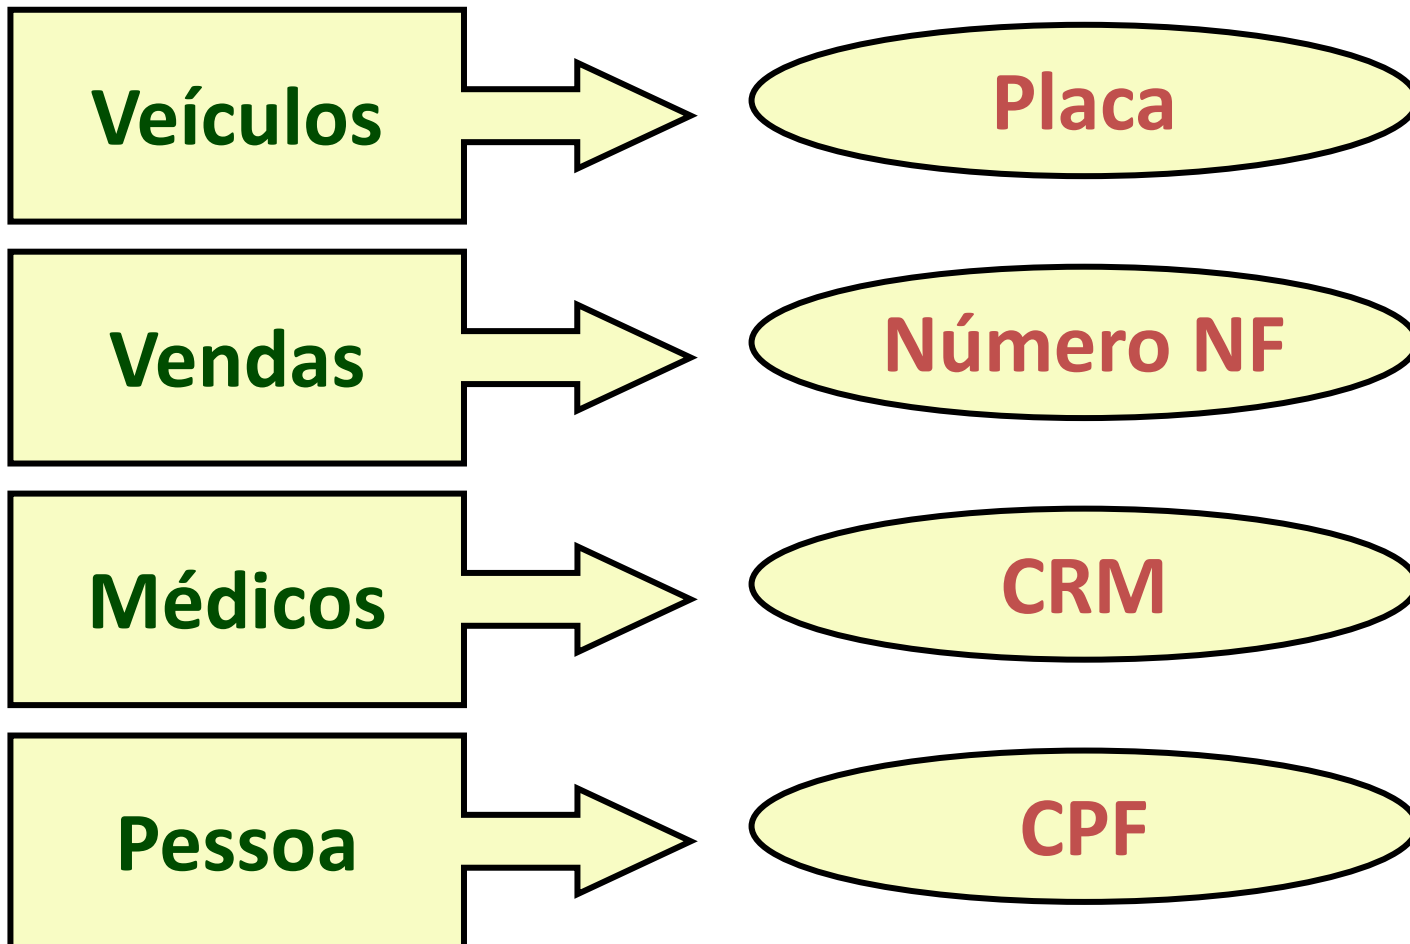 Veículos
Placa
Vendas
Número NF
Médicos
CRM
Pessoa
CPF